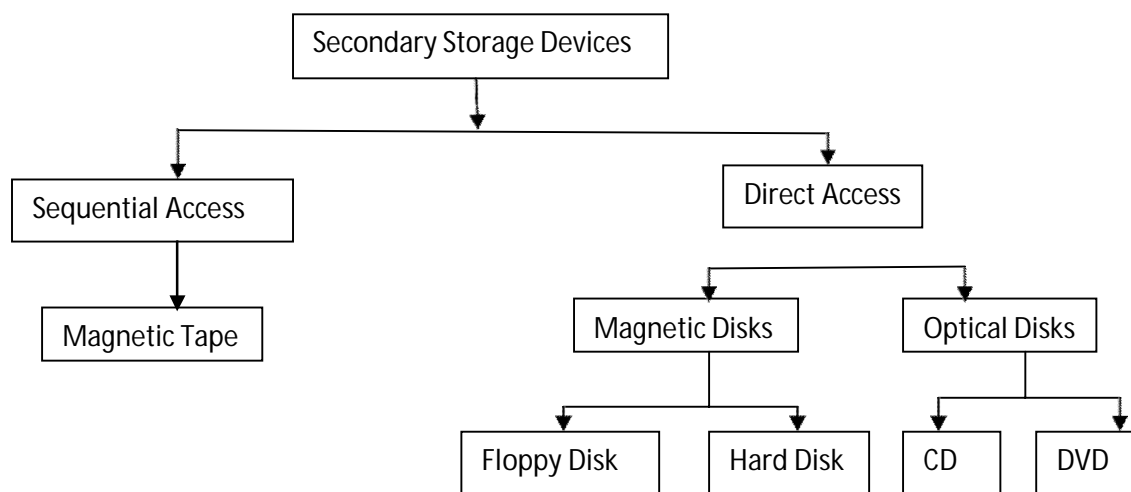 Secondary Storage Devices
Sequential Access
Direct Access
Magnetic Tape
Magnetic Disks
Optical Disks
Floppy Disk
Hard Disk
CD
DVD